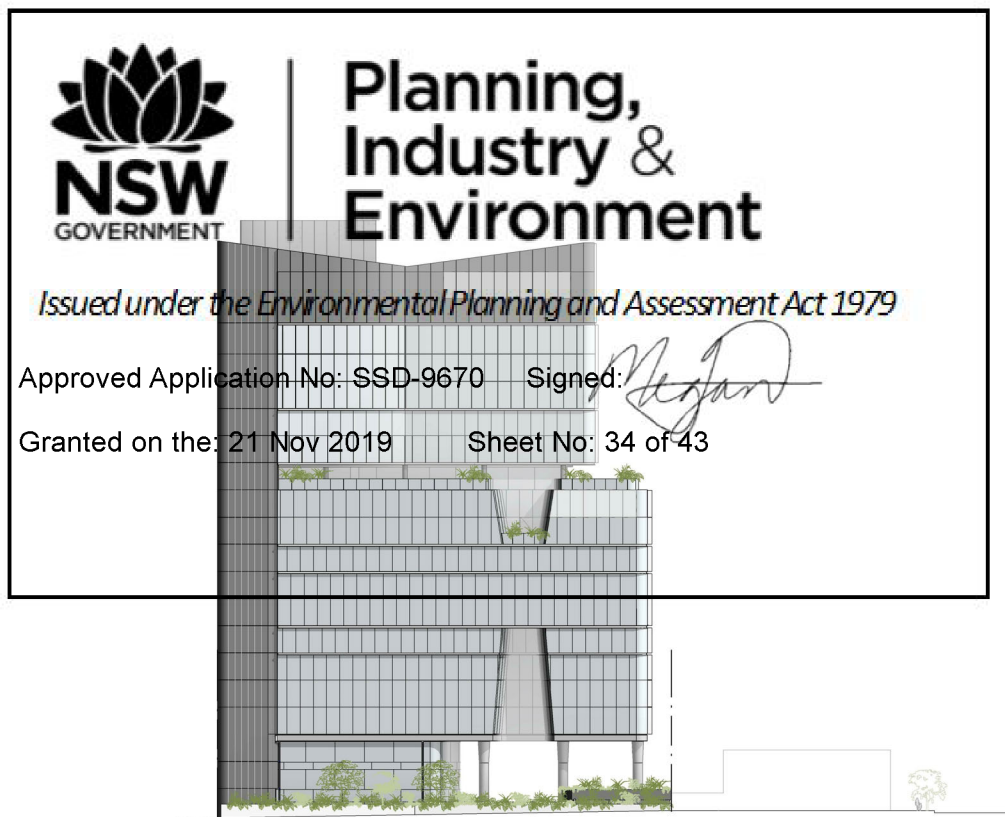 NSW
GOVERNMENT
Planning,
Industry &
Environment
Issued under the Environmental Planning and Assessment Act 1979
Approved Application No: SSD-9670 Signed: Megan
Granted on the: 21 Nov 2019 Sheet No: 34 of 43